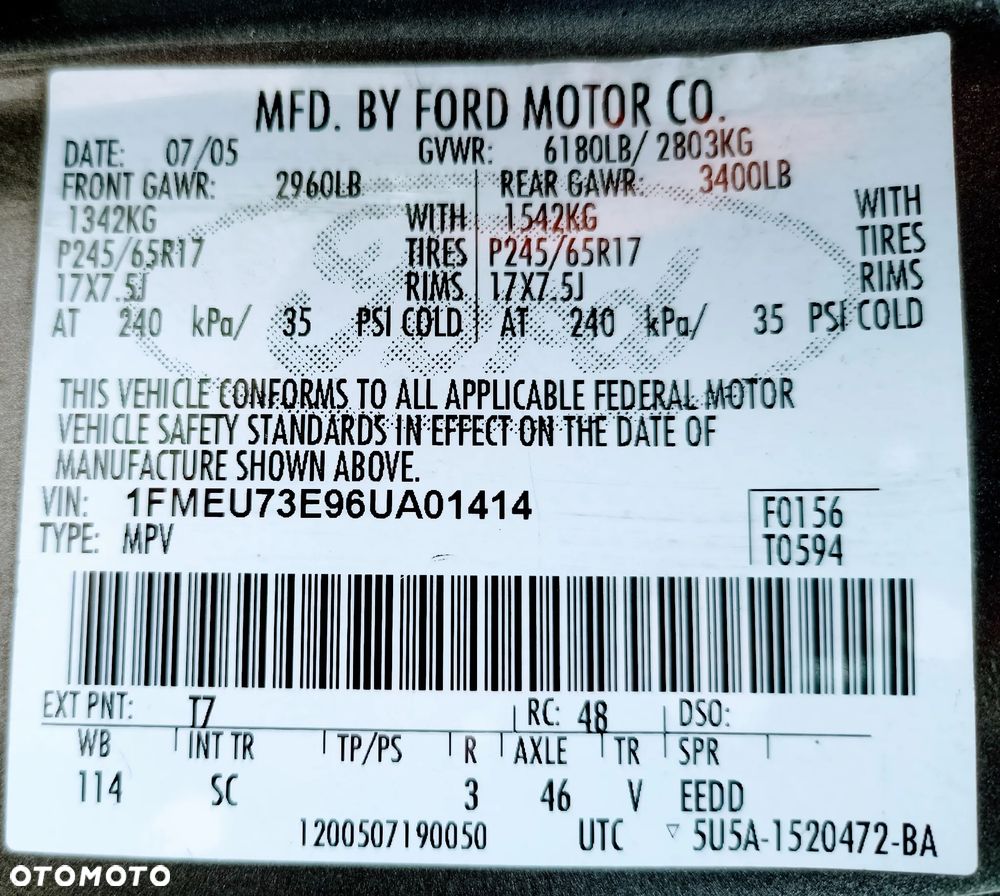 MFD. BY FORD MOTOR CO.
DATE: 07/05 GVWR: 6180LB/ 2803KG
FRONT GAWR: 2960LB REAR GAWR: 3400LB
1342KG WITH 1542KG WITH
P245/65R17 TIRES P245/65R17 TIRES
17X7.5J RIMS 17X7.5J RIMS
AT 240 kPa/ 35 PSI COLD AT 240 kPa/ 35 PSI COLD
Ford
THIS VEHICLE CONFORMS TO ALL APPLICABLE FEDERAL MOTOR
VEHICLE SAFETY STANDARDS IN EFFECT ON THE DATE OF
MANUFACTURE SHOWN ABOVE.
VIN: 1FMEU73E96UA01414
F0156
TYPE: MPV
T0594
EXT PNT: T7 RC: 48 DSO:
WB INT TR TP/PS R AXLE TR SPR
114 SC 3 46 V EEDD
1200507190050 UTC ▽ 5U5A-1520472-BA
OTOMOTO